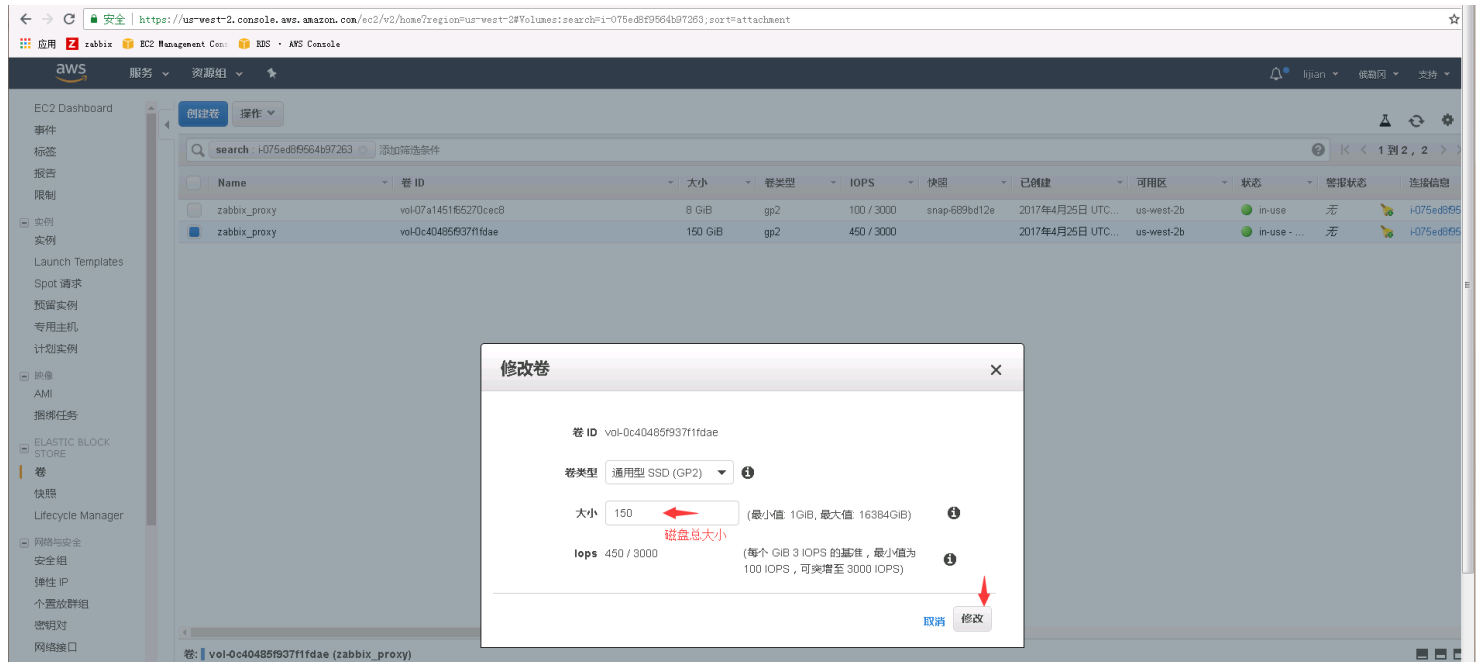 安全 | https://us-west-2.console.aws.amazon.com/ec2/v2/home?region=us-west-2#Volumes:search=i-075ed8f9564b97263;sort=attachment
应用 Z zabbix EC2 Management Con: RDS · AWS Console
aws 服务 资源组 lijian 俄勒冈 支持
EC2 Dashboard
事件
标签
报告
限制
实例
实例
Launch Templates
Spot 请求
预留实例
专用主机
计划实例
映像
AMI
捆绑任务
ELASTIC BLOCK
STORE
卷
快照
Lifecycle Manager
网络与安全
安全组
弹性 IP
个置放群组
密钥对
网络接口
创建卷 操作
search : i-075ed8f9564b97263 添加筛选条件 1 到 2 , 2
Name 卷 ID 大小 卷类型 IOPS 快照 已创建 可用区 状态 警报状态 连接信息
zabbix_proxy vol-07a1451f65270cec8 8 GiB gp2 100 / 3000 snap-689bd12e 2017年4月25日 UTC... us-west-2b in-use 无 i-075ed8f95
zabbix_proxy vol-0c40485f937f1fdae 150 GiB gp2 450 / 3000 2017年4月25日 UTC... us-west-2b in-use - ... 无 i-075ed8f95
修改卷
卷 ID vol-0c40485f937f1fdae
卷类型 通用型 SSD (GP2)
大小 150 (最小值: 1GiB, 最大值: 16384GiB)
磁盘总大小
Iops 450 / 3000 (每个 GiB 3 IOPS 的基准，最小值为
100 IOPS，可突增至 3000 IOPS)
取消 修改
卷: vol-0c40485f937f1fdae (zabbix_proxy)